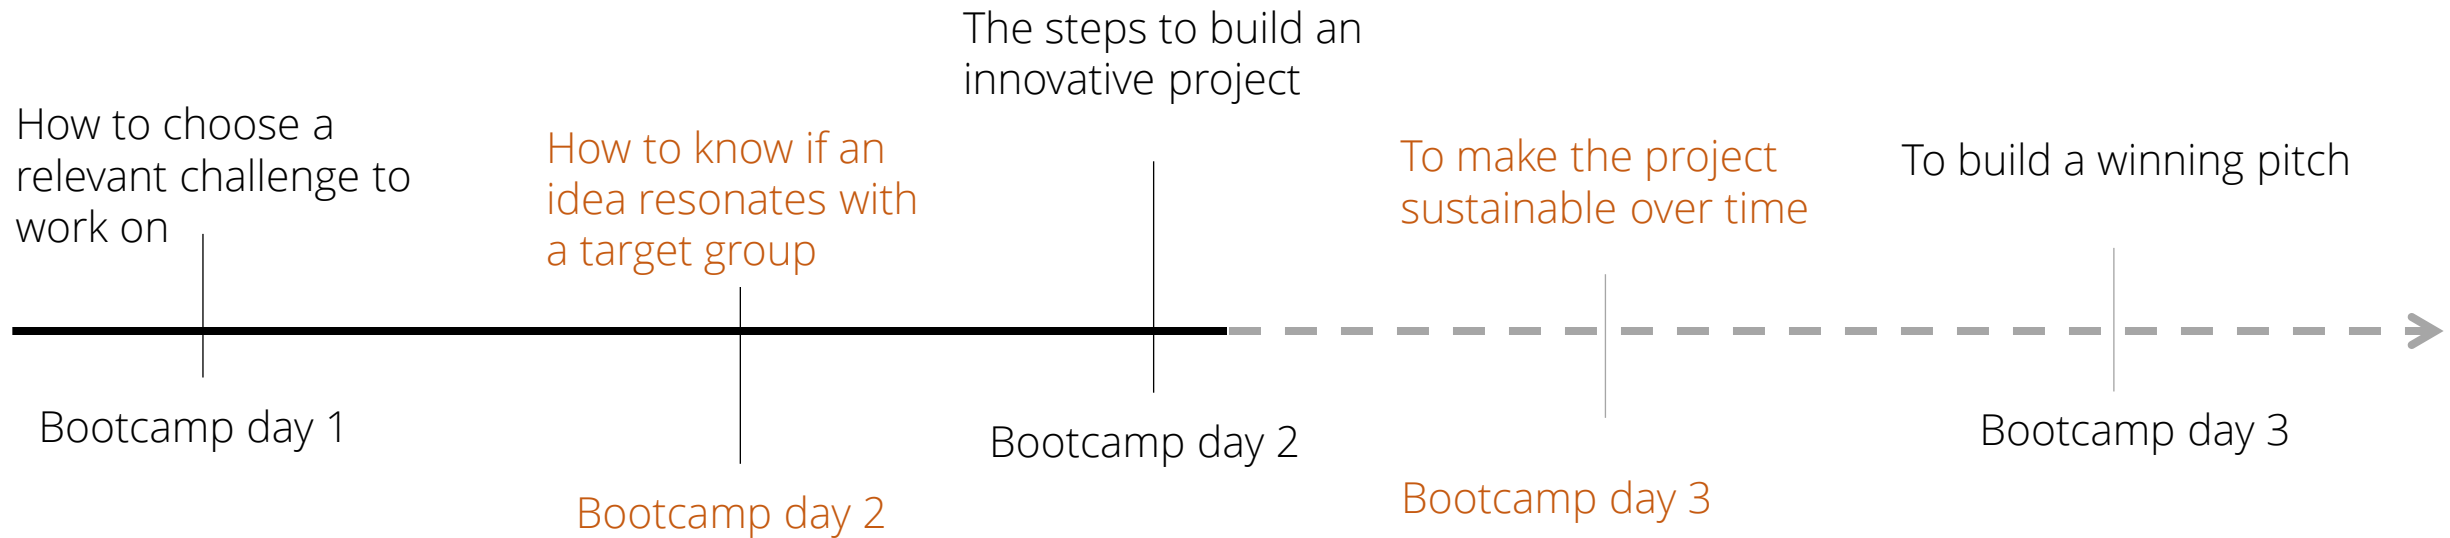 How to choose a
relevant challenge to
work on
Bootcamp day 1
How to know if an
idea resonates with
a target group
Bootcamp day 2
The steps to build an
innovative project
Bootcamp day 2
To make the project
sustainable over time
Bootcamp day 3
To build a winning pitch
Bootcamp day 3